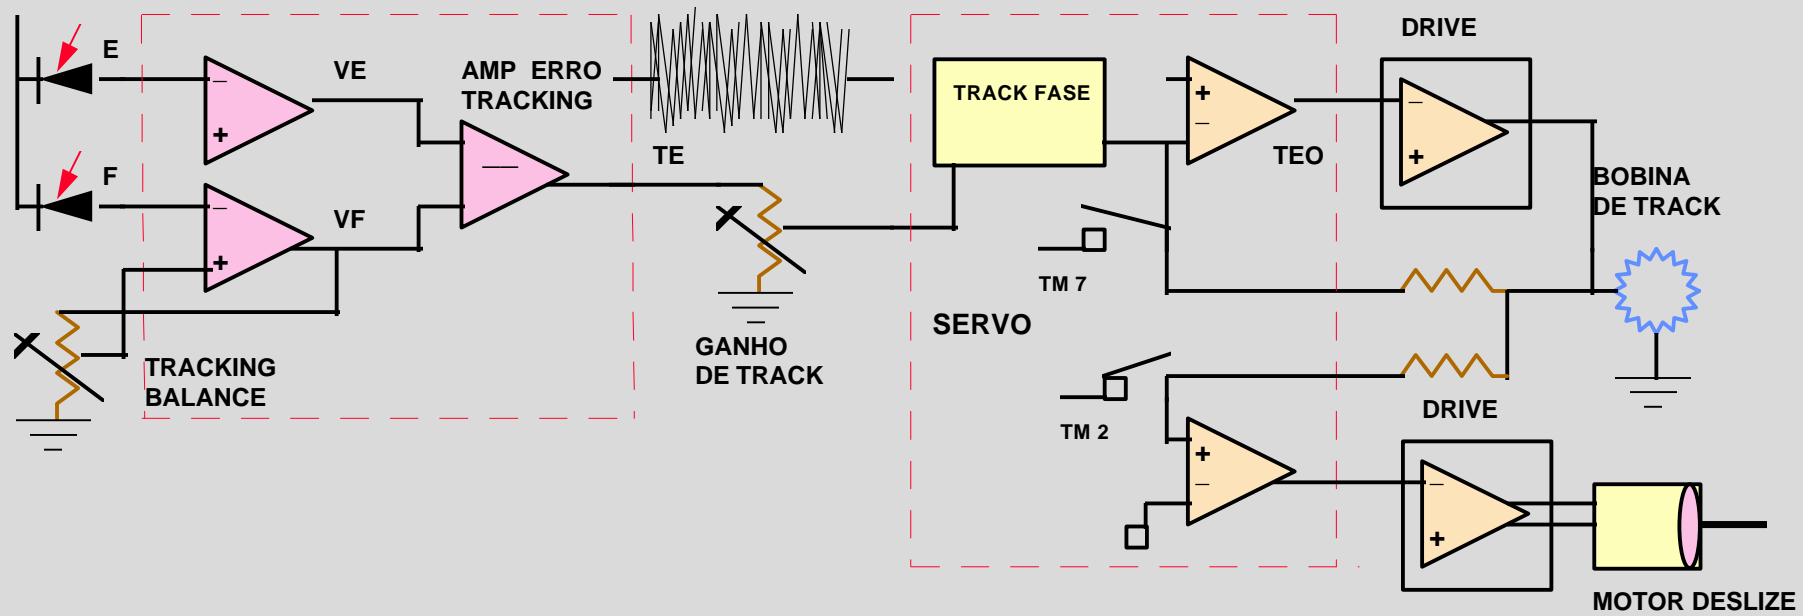 E
VE
AMP ERRO
TRACKING
F
VF
TE
TRACKING
BALANCE
GANHO
DE TRACK
TRACK FASE
TEO
DRIVE
BOBINA
DE TRACK
TM 7
SERVO
TM 2
DRIVE
MOTOR DESLIZE